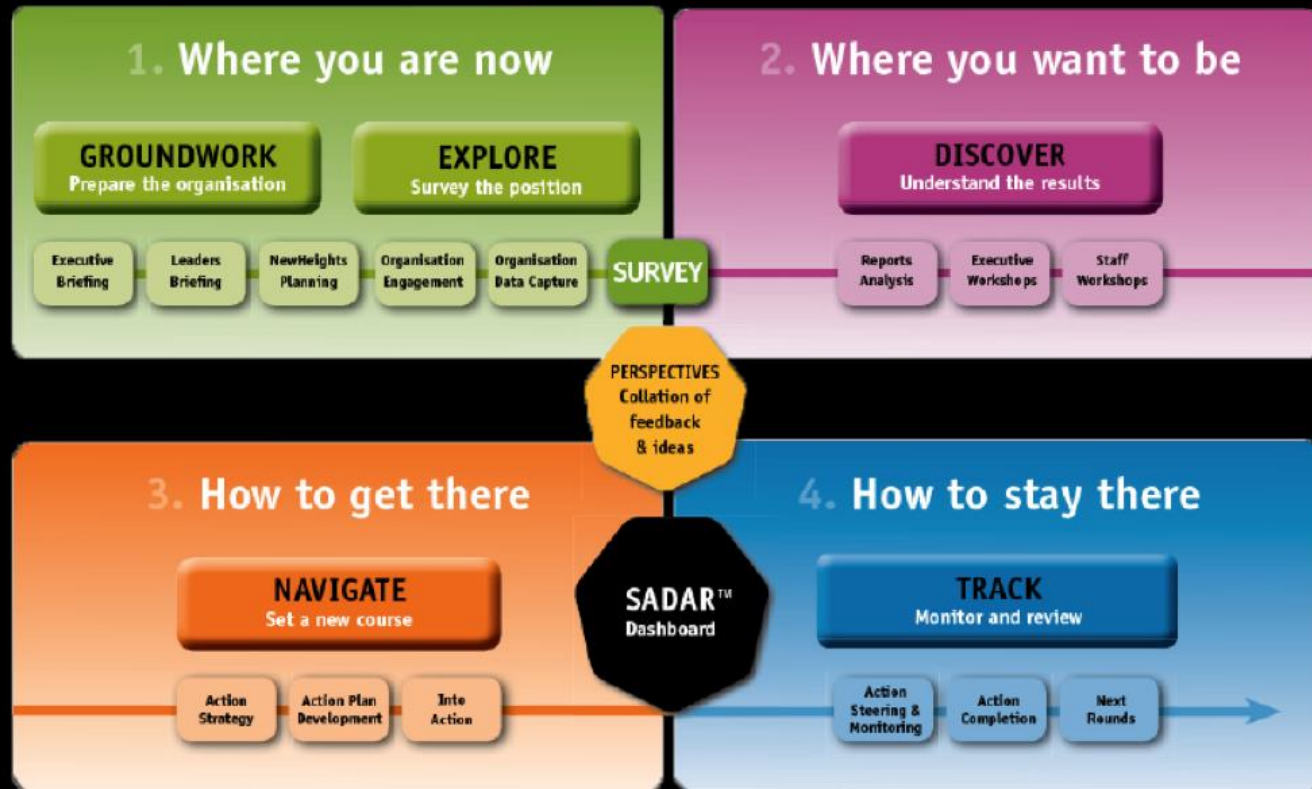 1. Where you are now
GROUNDWORK
Prepare the organisation
EXPLORE
Survey the position
Executive
Briefing
Leaders
Briefing
NewHeights
Planning
Organisation
Engagement
Organisation
Data Capture
SURVEY
2. Where you want to be
DISCOVER
Understand the results
Reports
Analysis
Executive
Workshops
Staff
Workshops
PERSPECTIVES
Collation of
feedback
& ideas
3. How to get there
NAVIGATE
Set a new course
Action
Strategy
Action Plan
Development
Into
Action
SADAR™
Dashboard
4. How to stay there
TRACK
Monitor and review
Action
Steering &
Monitoring
Action
Completion
Next
Rounds